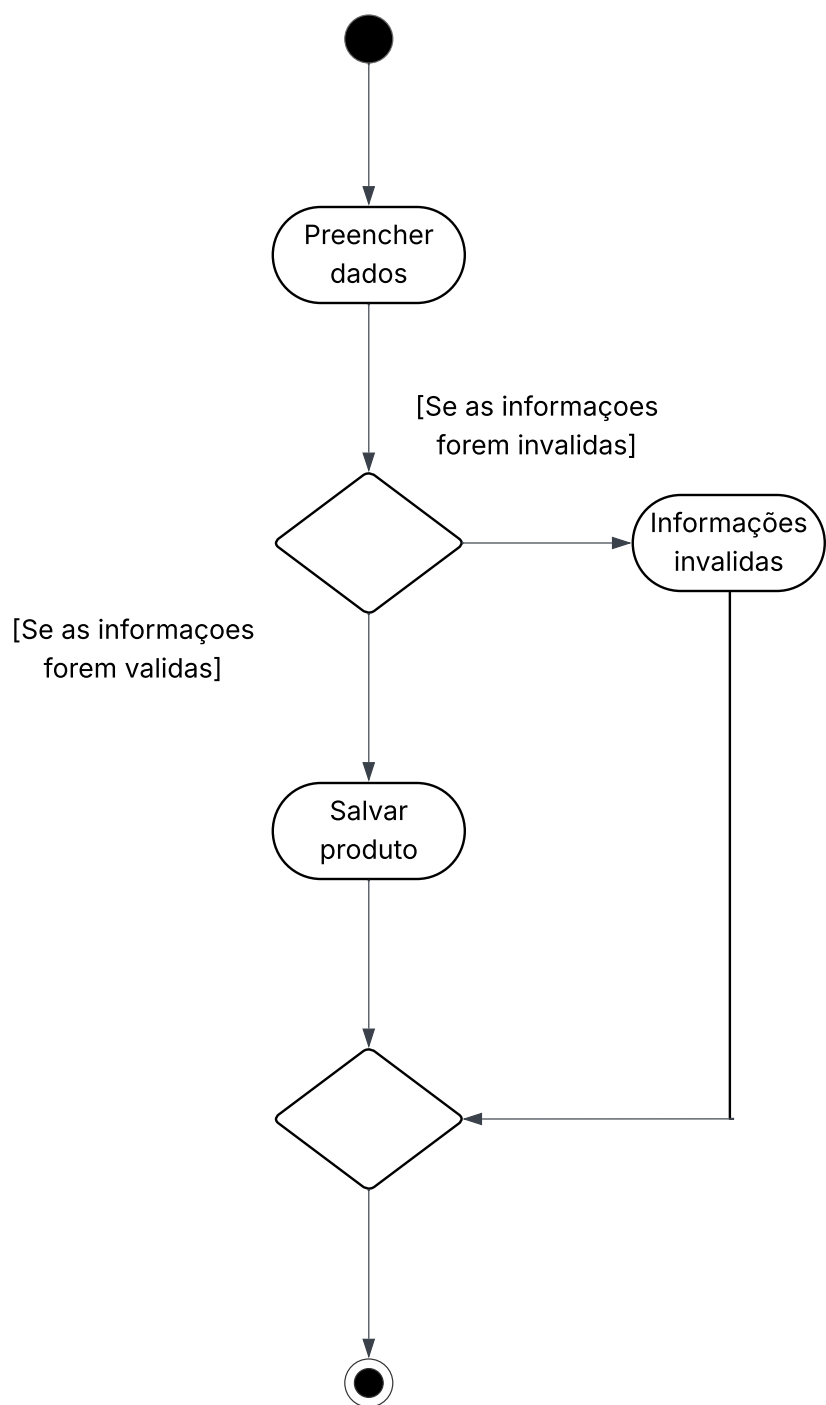 Preencher
dados
[Se as informaçoes
forem invalidas]
Informações
invalidas
[Se as informaçoes
forem validas]
Salvar
produto